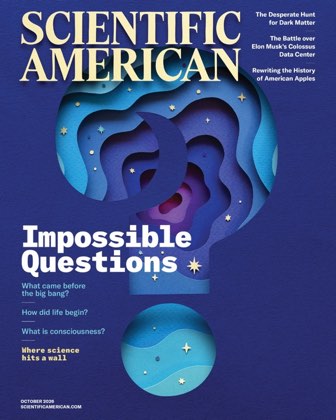 SCIENTIFIC
AMERICAN
The Desperate Hunt
for Dark Matter
The Battle over
Elon Musk's Colossus
Data Center
Rewriting the History
of American Apples
Impossible
Questions
What came before
the big bang?
How did life begin?
What is consciousness?
Where science
hits a wall
OCTOBER 2026
SCIENTIFICAMERICAN.COM